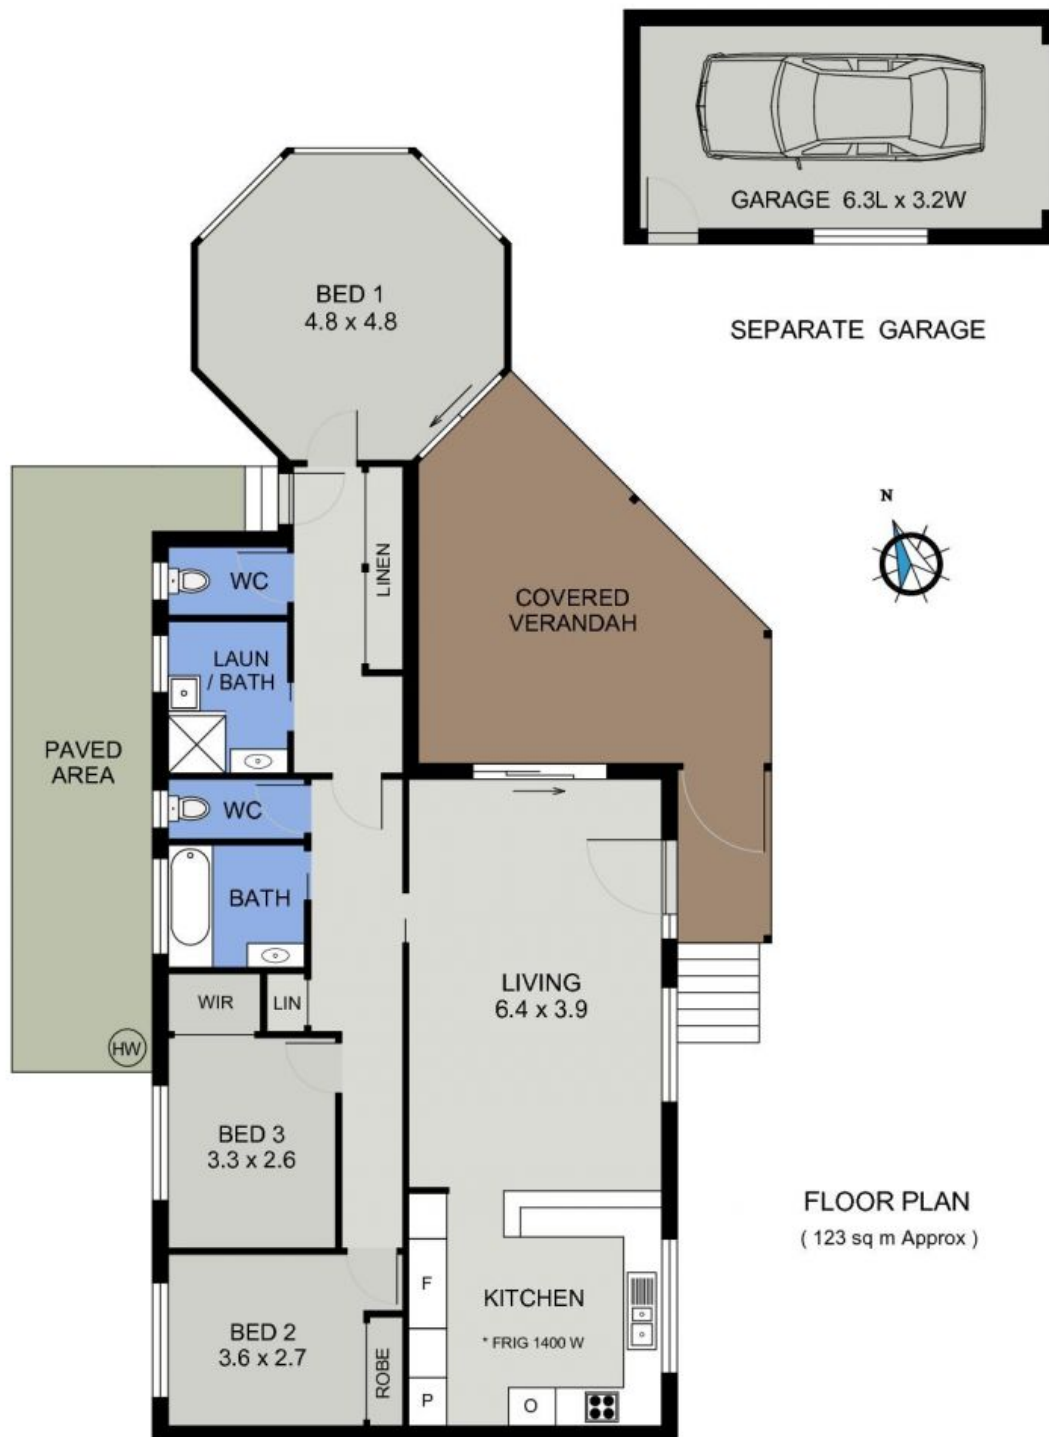 GARAGE 6.3L x 3.2W
SEPARATE GARAGE
BED 1
4.8 x 4.8
N
LINEN
WC
COVERED
VERANDAH
LAUN
/ BATH
PAVED
AREA
WC
BATH
LIVING
6.4 x 3.9
WIR
LIN
HW
BED 3
3.3 x 2.6
FLOOR PLAN
( 123 sq m Approx )
F
KITCHEN
* FRIG 1400 W
BED 2
3.6 x 2.7
ROBE
P
O